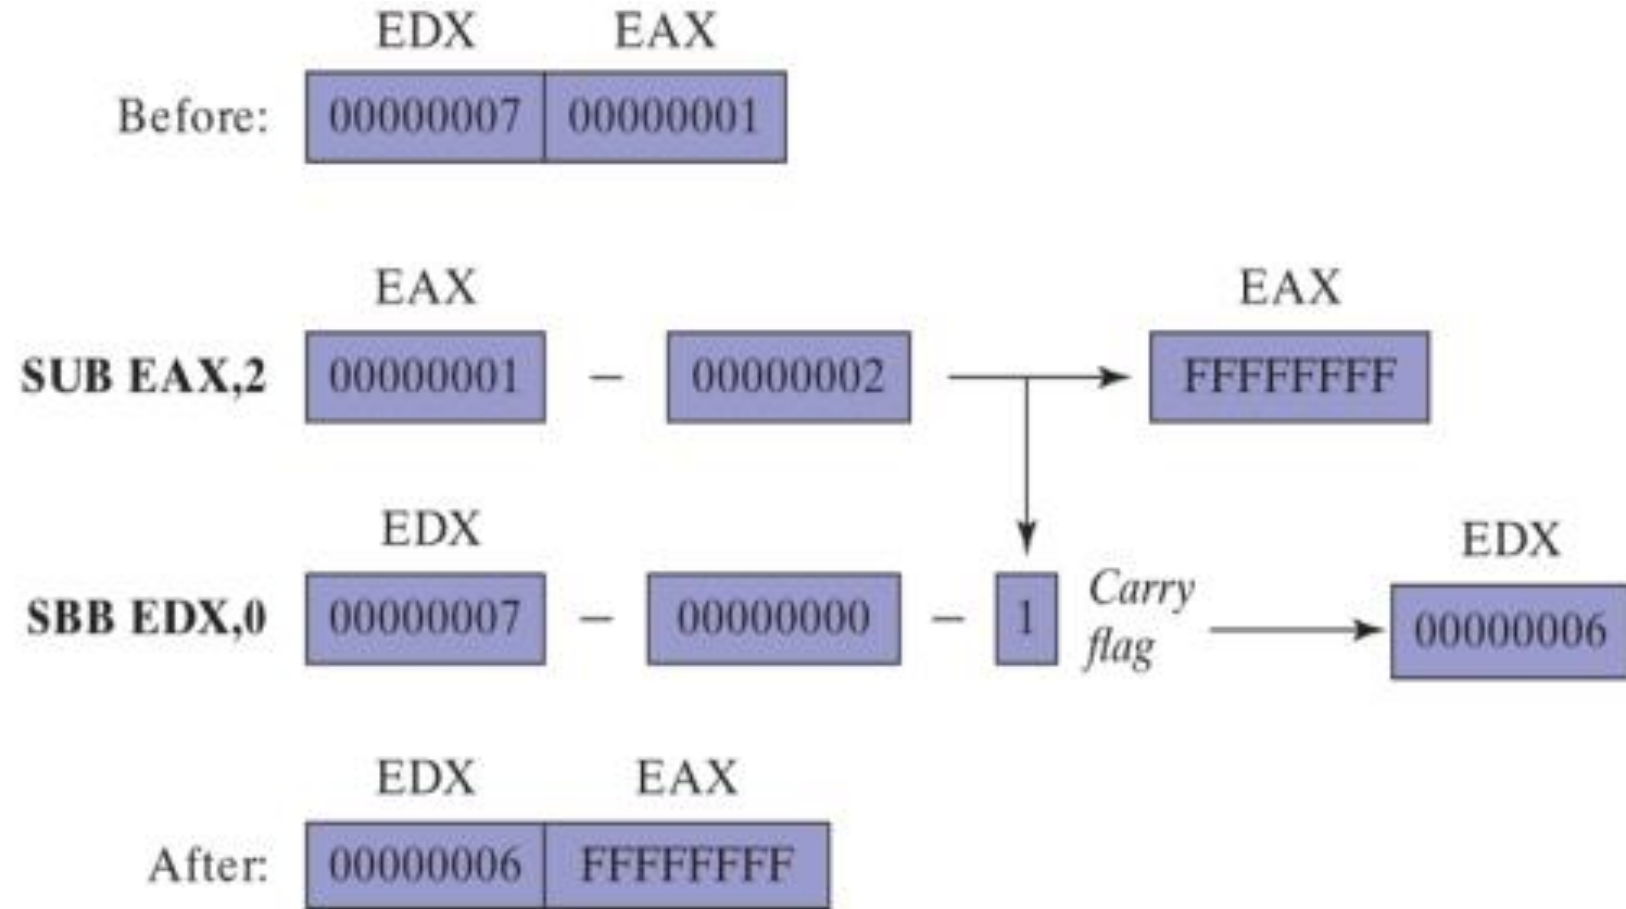 EDX EAX
Before: 00000007 00000001
EAX EAX
SUB EAX,2 00000001 – 00000002 FFFFFFFF
EDX EDX
SBB EDX,0 00000007 – 00000000 – 1 Carry flag 00000006
EDX EAX
After: 00000006 FFFFFFFF